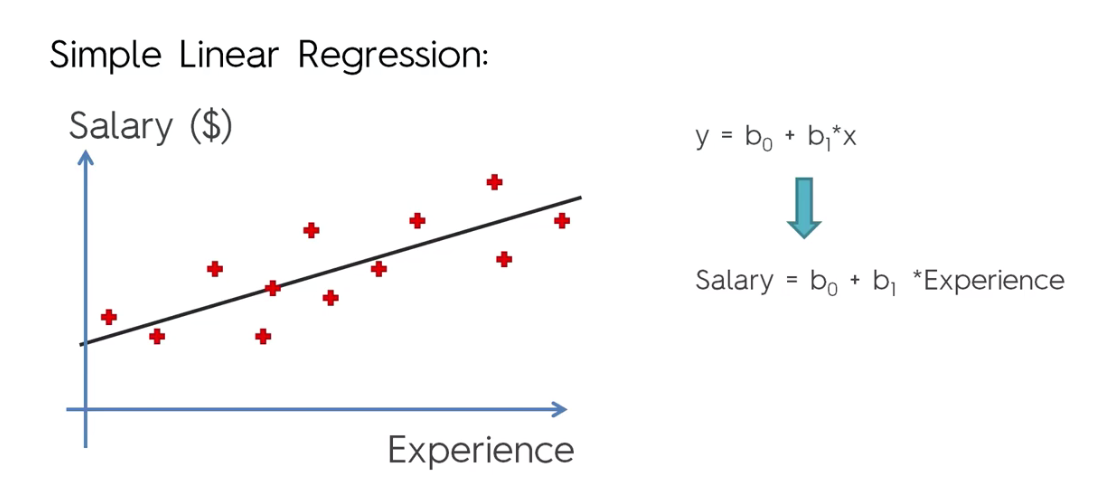 Simple Linear Regression:
Salary ($)
Experience
y = b₀ + b₁*x
Salary = b₀ + b₁ *Experience